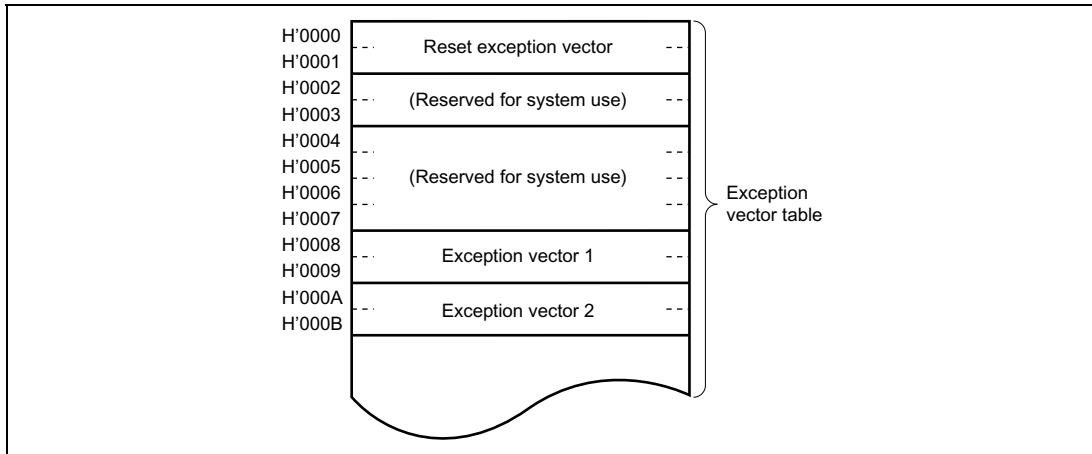 H'0000
Reset exception vector
H'0001
H'0002
(Reserved for system use)
H'0003
H'0004
H'0005
(Reserved for system use)
H'0006
H'0007
H'0008
Exception vector 1
H'0009
H'000A
Exception vector 2
H'000B
Exception
vector table